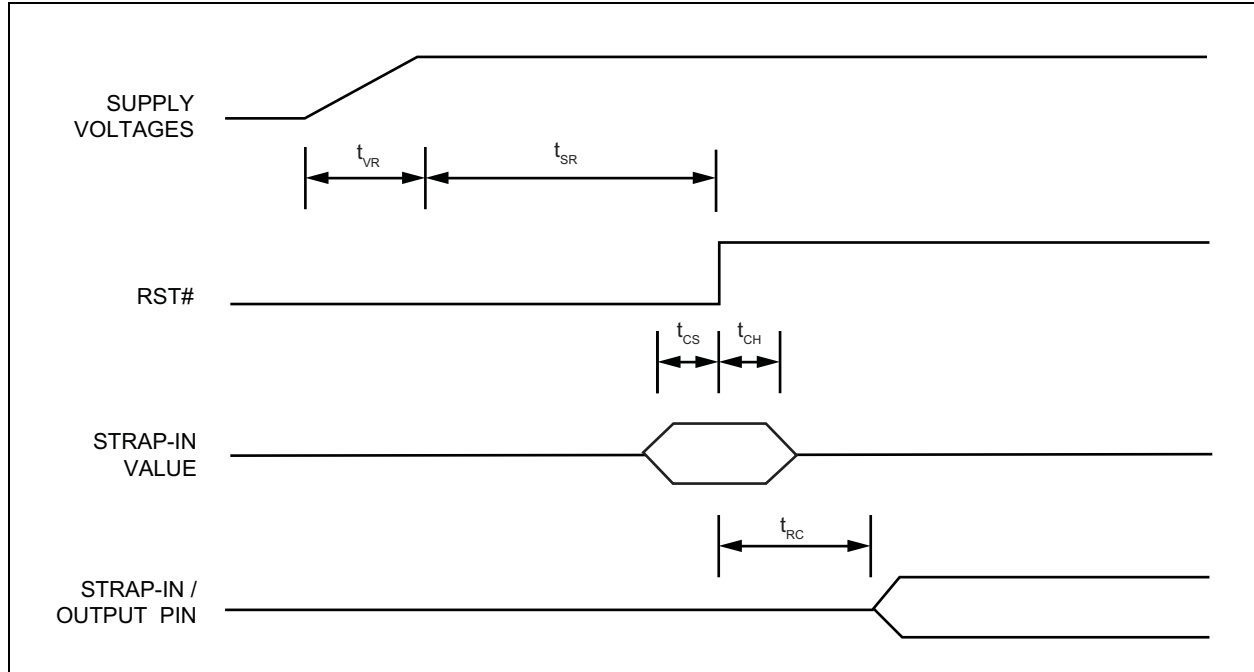 SUPPLY
VOLTAGES
tVR
tSR
RST#
tCS
tCH
STRAP-IN
VALUE
tRC
STRAP-IN /
OUTPUT PIN